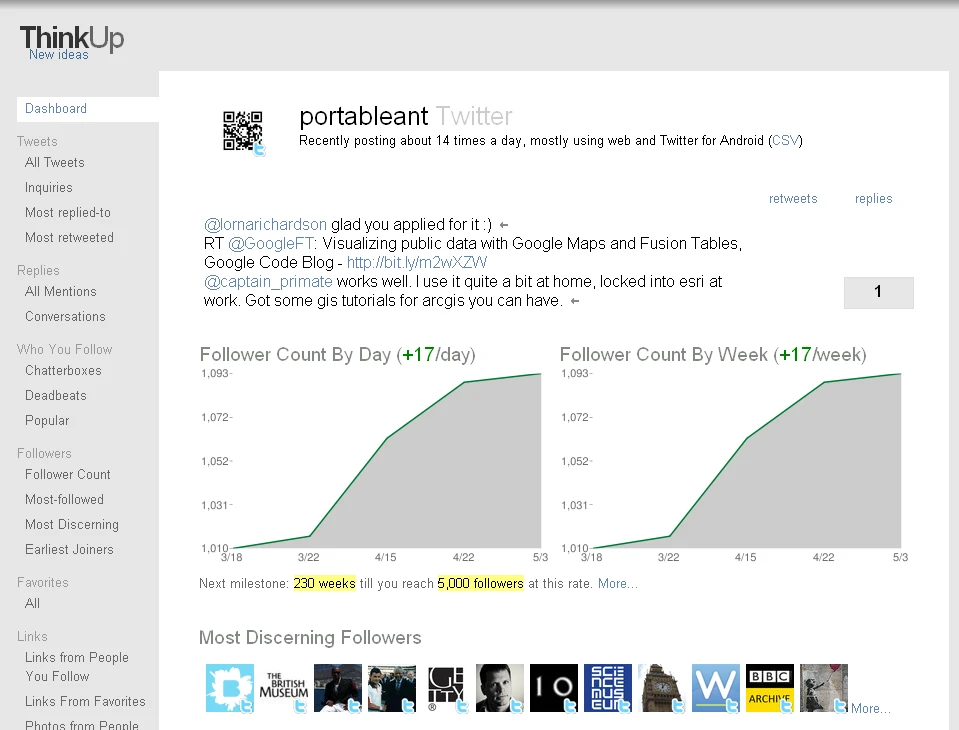 ThinkUp
New ideas
Dashboard
Tweets
All Tweets
Inquiries
Most replied-to
Most retweeted
Replies
All Mentions
Conversations
Who You Follow
Chatterboxes
Deadbeats
Popular
Followers
Follower Count
Most-followed
Most Discerning
Earliest Joiners
Favorites
All
Links
Links from People
You Follow
Links From Favorites
Photos from People
portableant Twitter
Recently posting about 14 times a day, mostly using web and Twitter for Android (CSV)
retweets replies
@lornarichardson glad you applied for it :) ←
RT @GoogleFT: Visualizing public data with Google Maps and Fusion Tables,
Google Code Blog - http://bit.ly/m2wXZW
@captain_primate works well. I use it quite a bit at home, locked into esri at
work. Got some gis tutorials for arcgis you can have. ←
1
Follower Count By Day (+17/day)
1,093
1,072
1,052
1,031
1,010
3/18 3/22 4/15 4/22 5/3
Follower Count By Week (+17/week)
1,093
1,072
1,052
1,031
1,010
3/18 3/22 4/15 4/22 5/3
Next milestone: 230 weeks till you reach 5,000 followers at this rate. More...
Most Discerning Followers
THE
BRITISH
MUSEUM
GE
TTY
®
10
SCI
ENCE
MUS
EUM
W
BBC
ARCHIVE
More...